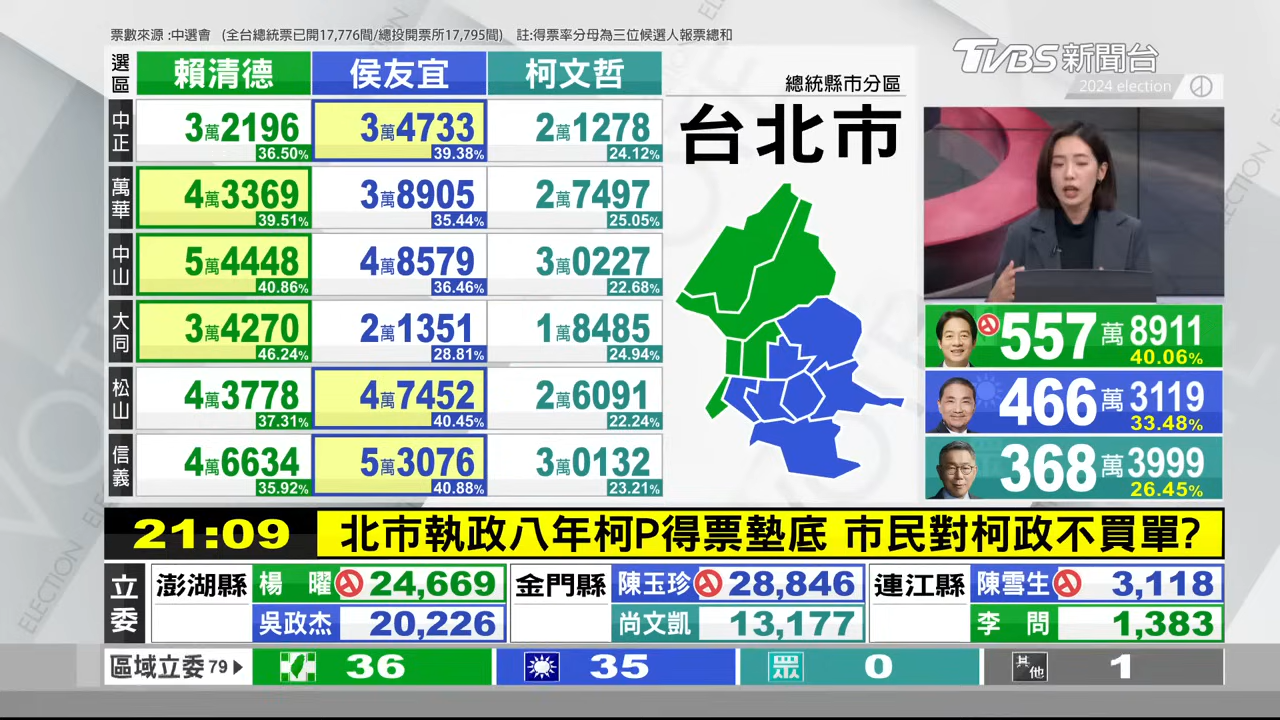 票數來源 :中選會 (全台總統票已開17,776間/總投開票所17,795間) 註:得票率分母為三位候選人報票總和
TVBS新聞台
2024 election
選區 賴清德 侯友宜 柯文哲
總統縣市分區
台北市
中正 3萬2196 36.50% 3萬4733 39.38% 2萬1278 24.12%
萬華 4萬3369 39.51% 3萬8905 35.44% 2萬7497 25.05%
中山 5萬4448 40.86% 4萬8579 36.46% 3萬0227 22.68%
大同 3萬4270 46.24% 2萬1351 28.81% 1萬8485 24.94%
松山 4萬3778 37.31% 4萬7452 40.45% 2萬6091 22.24%
信義 4萬6634 35.92% 5萬3076 40.88% 3萬0132 23.21%
557萬8911
40.06%
466萬3119
33.48%
368萬3999
26.45%
21:09 北市執政八年柯P得票墊底 市民對柯政不買單?
立委 澎湖縣 楊 曜 24,669 金門縣 陳玉珍 28,846 連江縣 陳雪生 3,118
吳政杰 20,226 尚文凱 13,177 李 問 1,383
區域立委79 36 35 眾 0 其他 1
VOTE
ELECTION
ELECTION
ELECTION